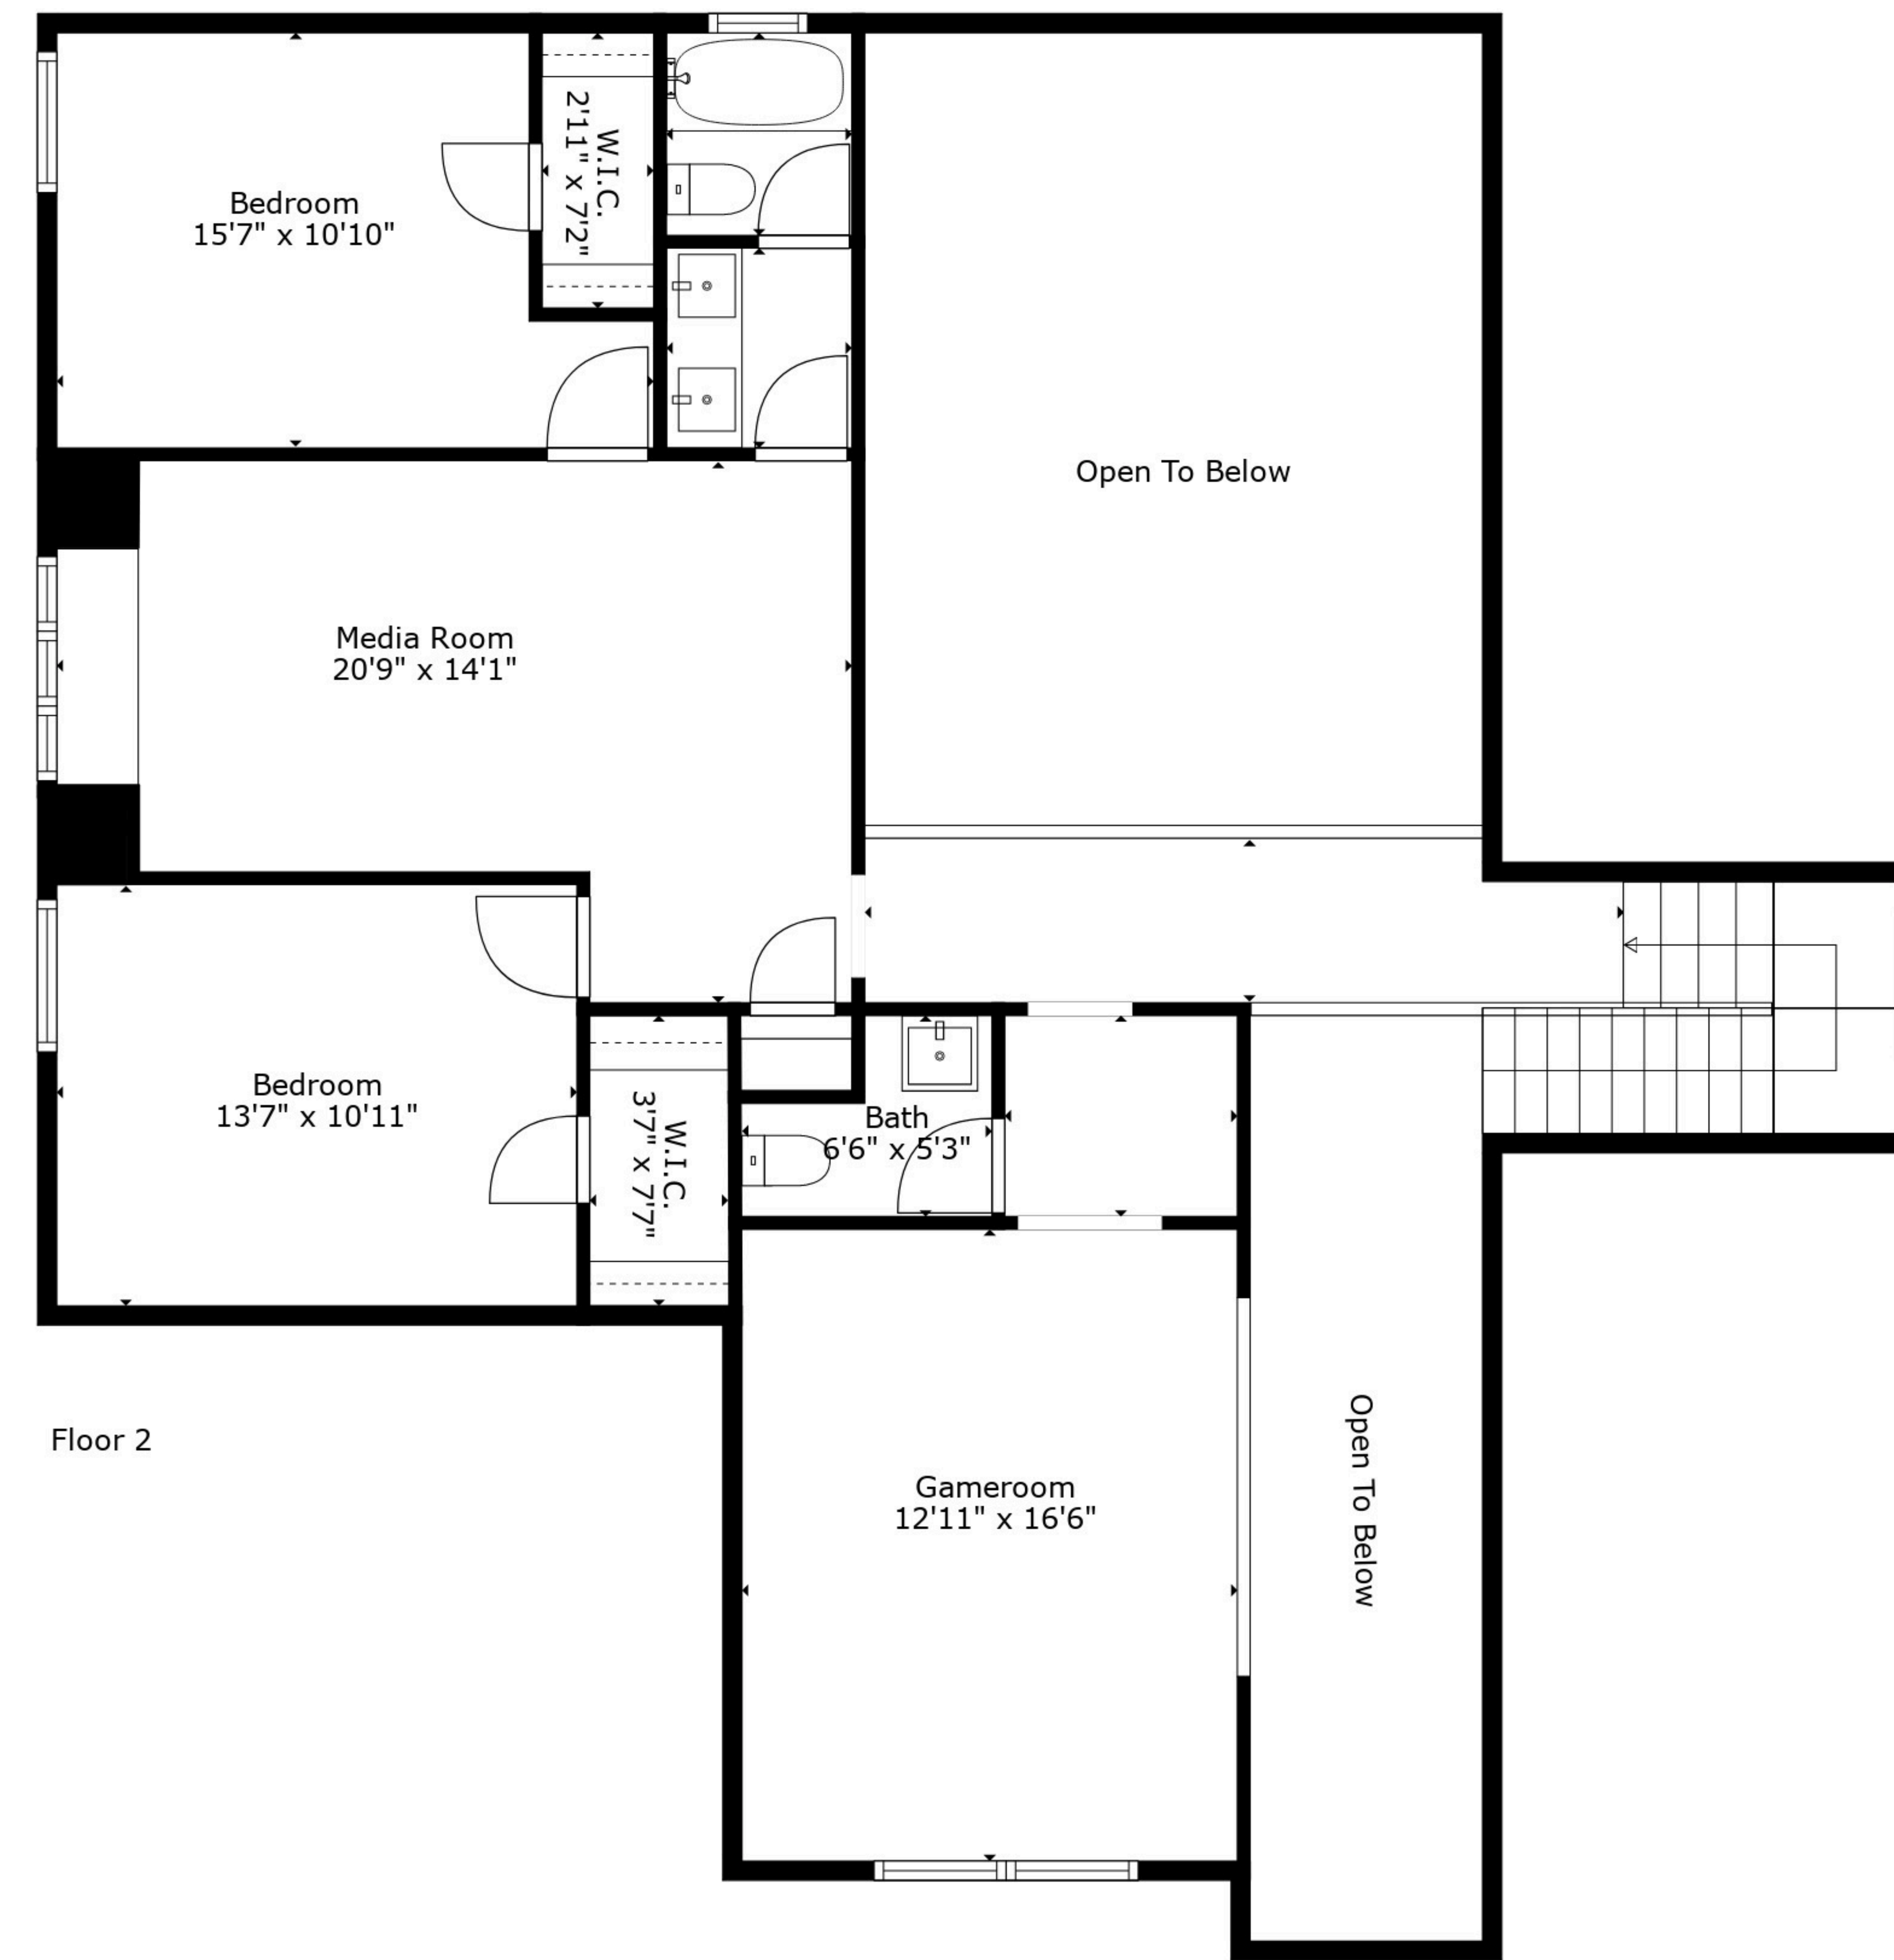 Bedroom
15'7" x 10'10"
W.I.C.
2'11" x 7'2"
Open To Below
Media Room
20'9" x 14'1"
Bedroom
13'7" x 10'11"
W.I.C.
3'7" x 7'7"
Bath
6'6" x 5'3"
Floor 2
Gameroom
12'11" x 16'6"
Open To Below